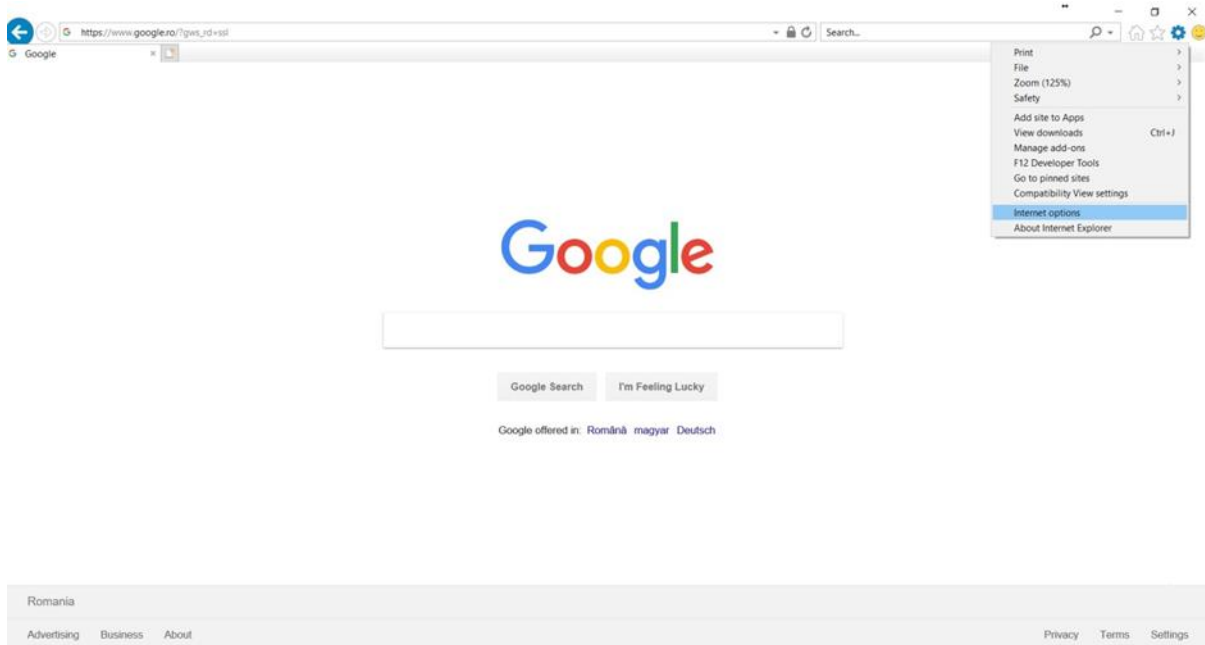 https://www.google.ro/?gws_rd=ssl
Search...
Google
Print
File
Zoom (125%)
Safety
Add site to Apps
View downloads Ctrl+J
Manage add-ons
F12 Developer Tools
Go to pinned sites
Compatibility View settings
Internet options
About Internet Explorer
Google
Google Search I'm Feeling Lucky
Google offered in: Română magyar Deutsch
Romania
Advertising Business About Privacy Terms Settings